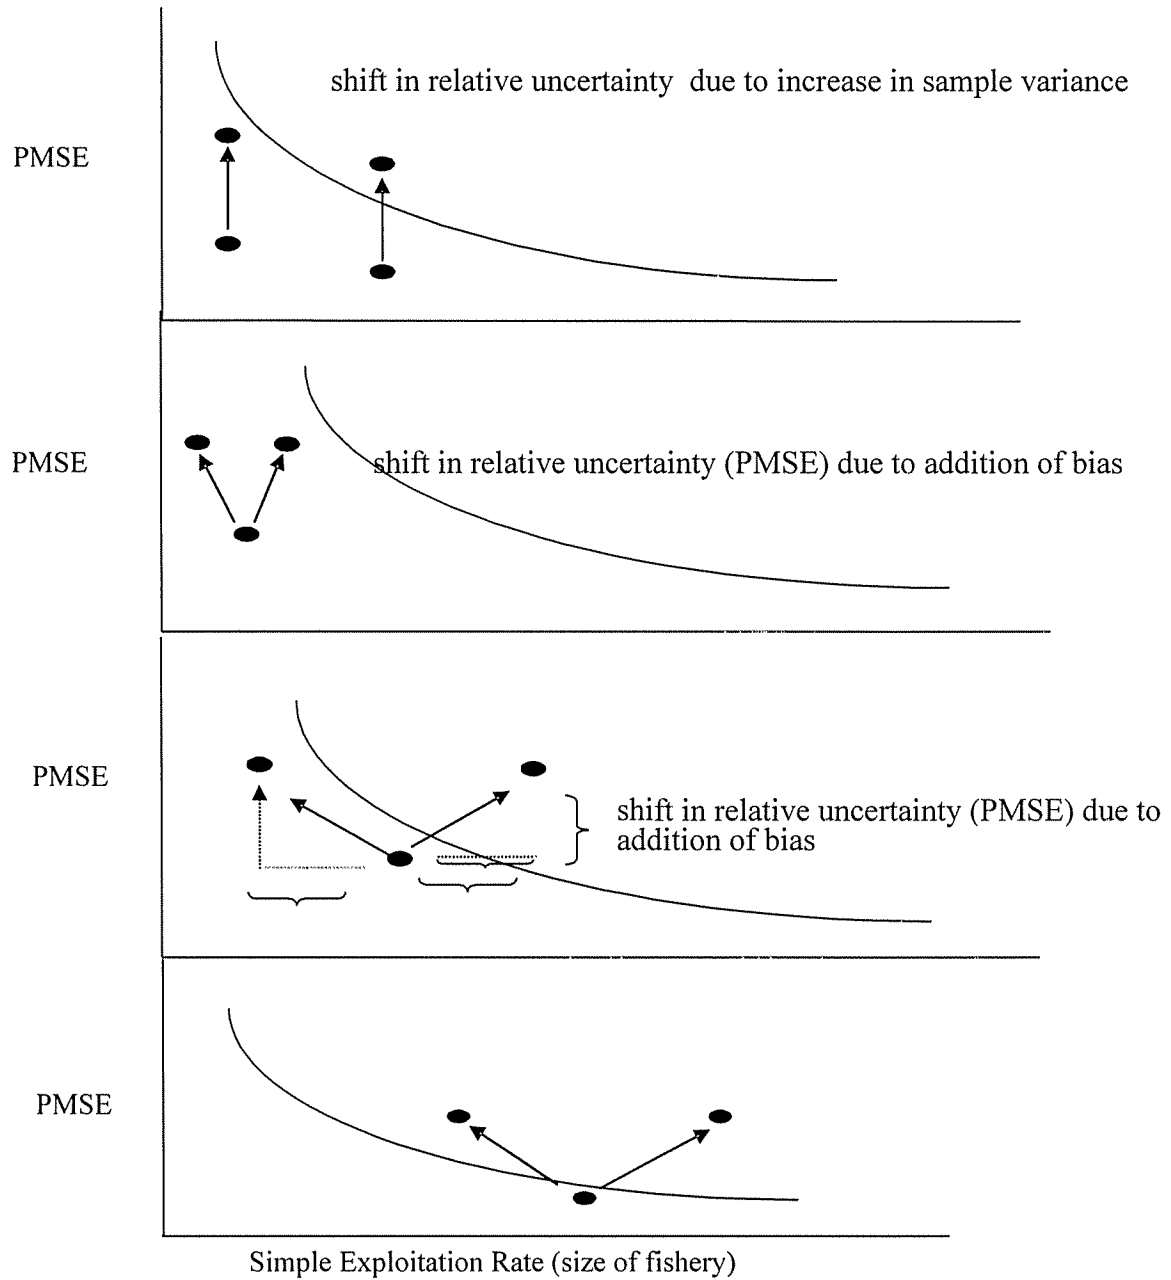 shift in relative uncertainty due to increase in sample variance
PMSE
PMSE
shift in relative uncertainty (PMSE) due to addition of bias
PMSE
shift in relative uncertainty (PMSE) due to
addition of bias
PMSE
Simple Exploitation Rate (size of fishery)